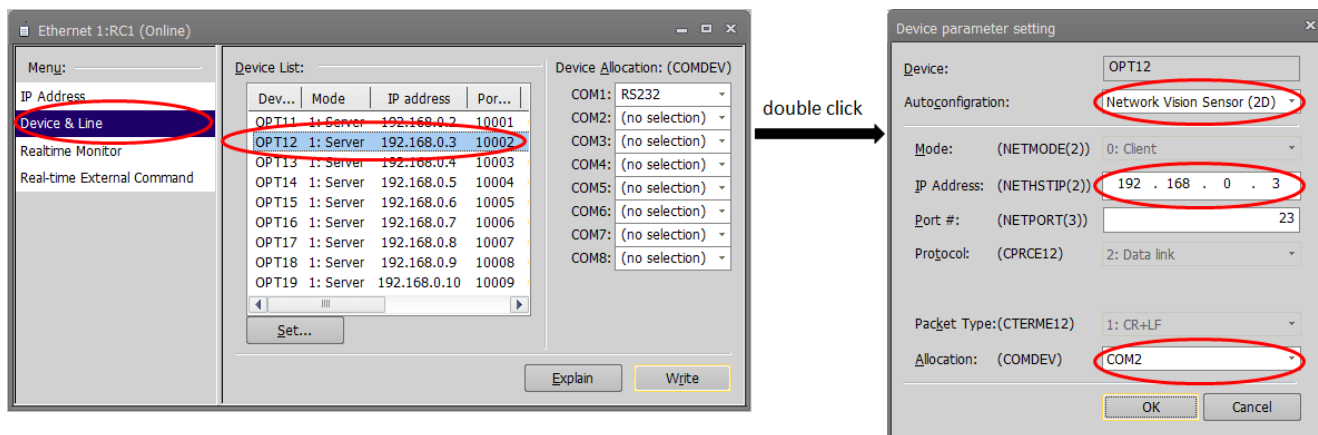 Ethernet 1:RC1 (Online)
Menu:
IP Address
Device & Line
Realtime Monitor
Real-time External Command
Device List:
Dev... Mode IP address Por...
OPT11 1: Server 192.168.0.2 10001
OPT12 1: Server 192.168.0.3 10002
OPT13 1: Server 192.168.0.4 10003
OPT14 1: Server 192.168.0.5 10004
OPT15 1: Server 192.168.0.6 10005
OPT16 1: Server 192.168.0.7 10006
OPT17 1: Server 192.168.0.8 10007
OPT18 1: Server 192.168.0.9 10008
OPT19 1: Server 192.168.0.10 10009
Set...
Device Allocation: (COMDEV)
COM1: RS232
COM2: (no selection)
COM3: (no selection)
COM4: (no selection)
COM5: (no selection)
COM6: (no selection)
COM7: (no selection)
COM8: (no selection)
Explain Write
double click
Device parameter setting
Device: OPT12
Autoconfigration: Network Vision Sensor (2D)
Mode: (NETMODE(2)) 0: Client
IP Address: (NETHSTIP(2)) 192 . 168 . 0 . 3
Port #: (NETPORT(3)) 23
Protocol: (CPRCE12) 2: Data link
Packet Type:(CTERME12) 1: CR+LF
Allocation: (COMDEV) COM2
OK Cancel